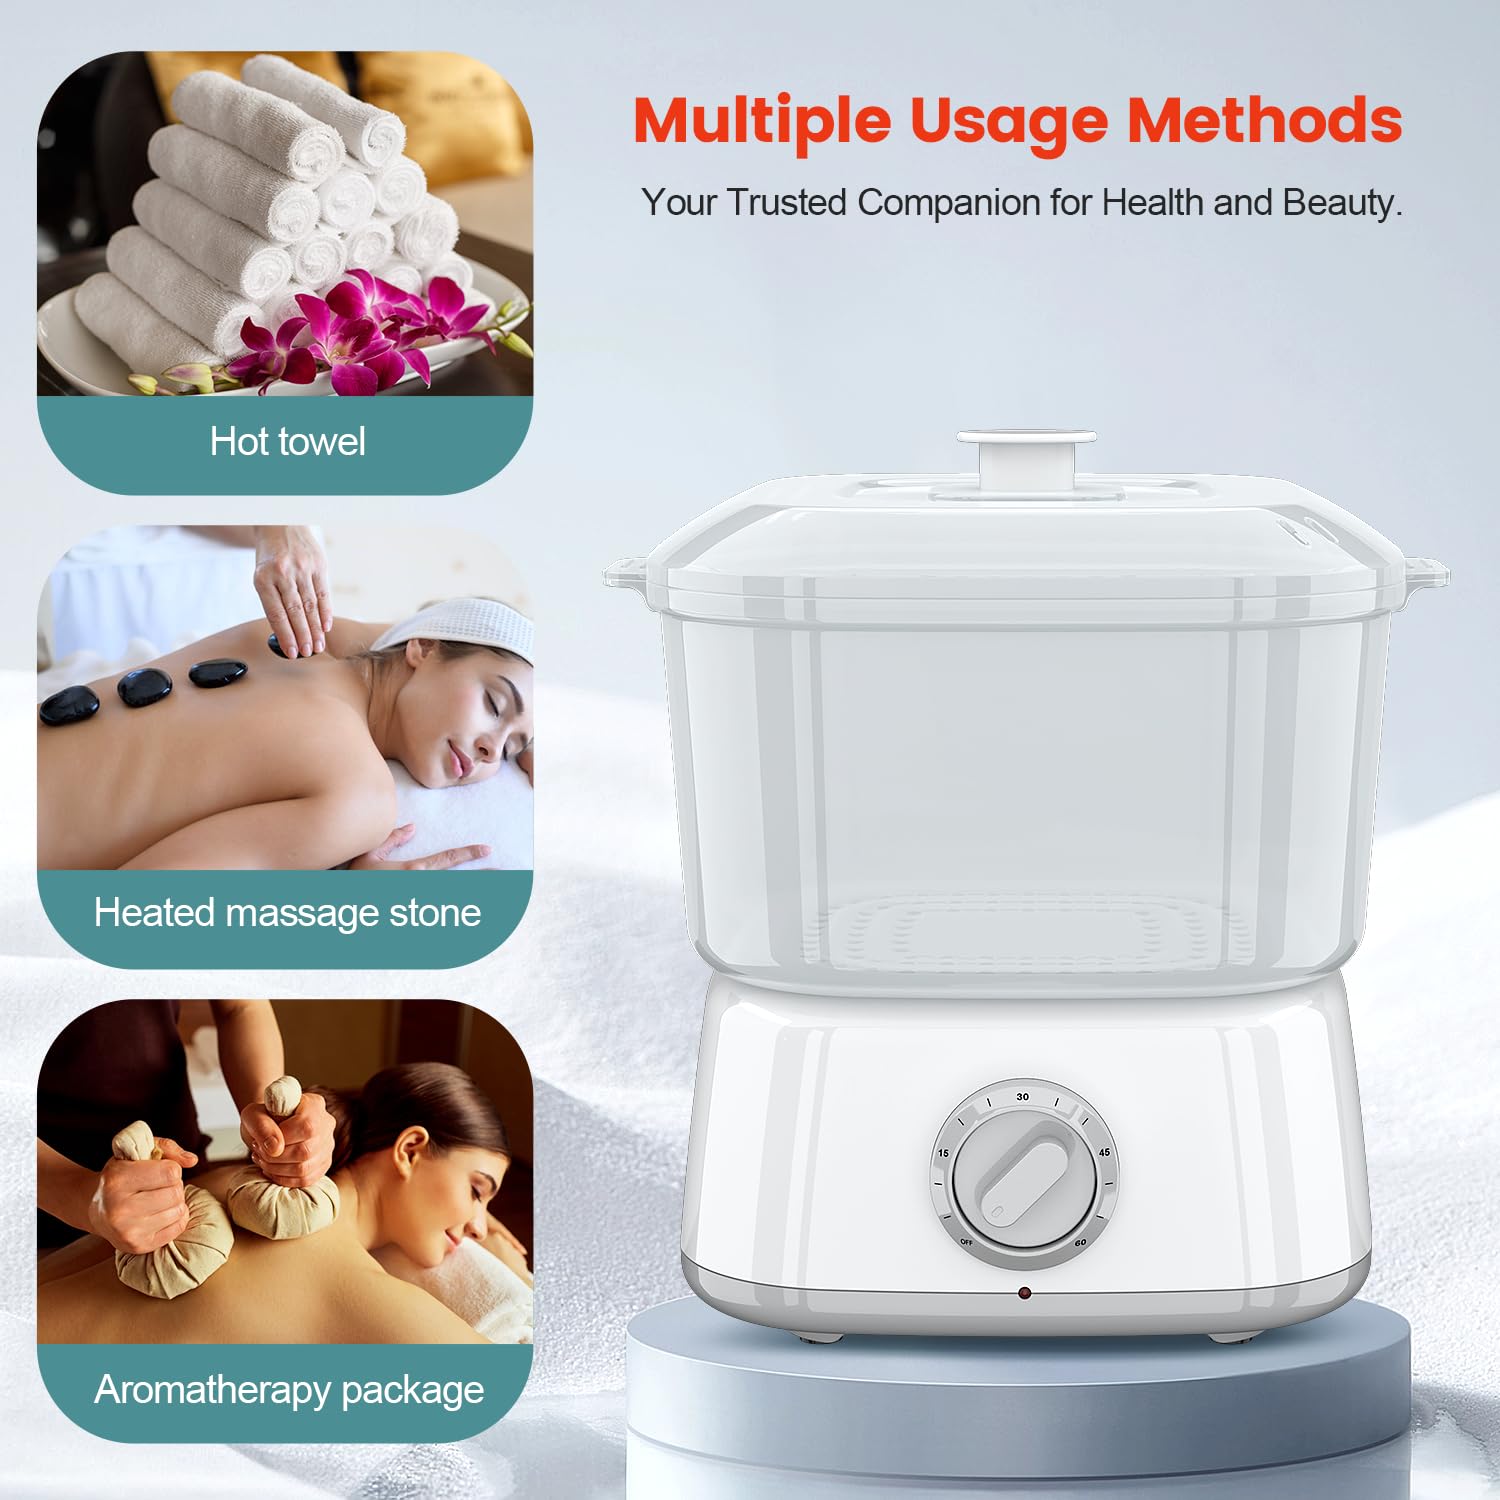 Multiple Usage Methods
Your Trusted Companion for Health and Beauty.
Hot towel
Heated massage stone
Aromatherapy package
30
15
45
OFF
60